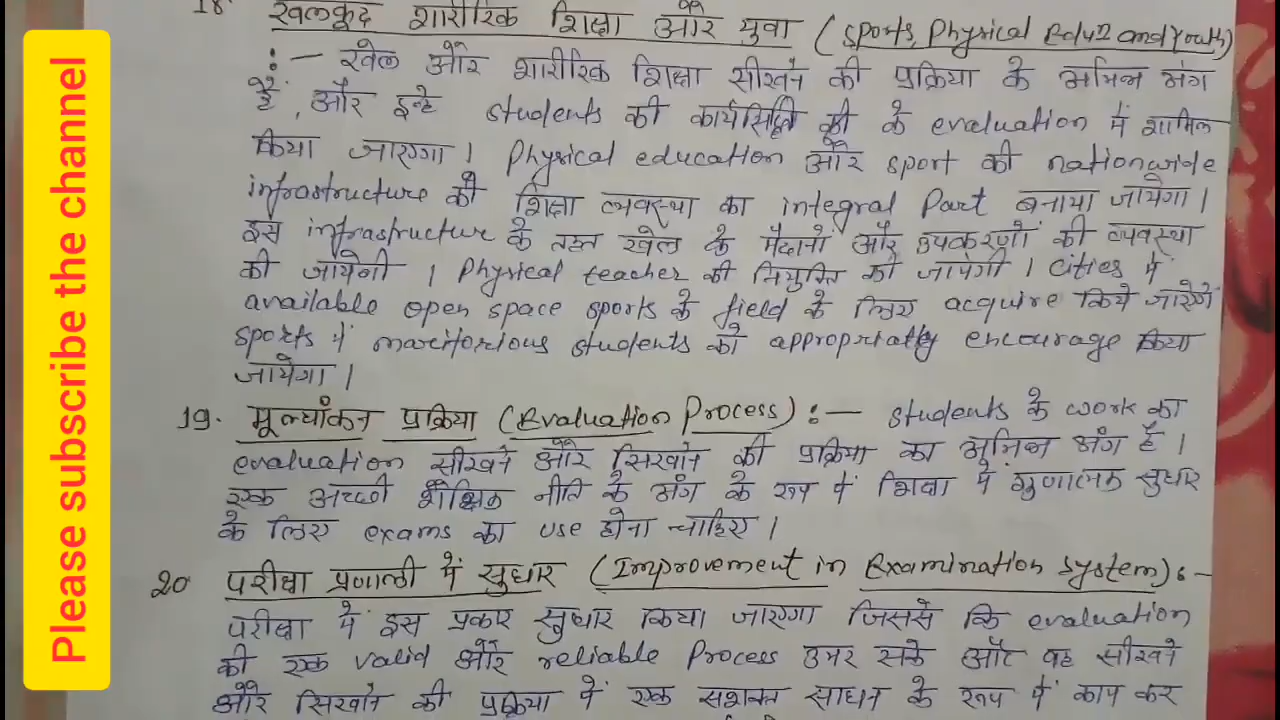 Please subscribe the channel
18. खेलकूद शारीरिक शिक्षा और युवा (Sports, Physical Edun and Youth)
:- खेल और शारीरिक शिक्षा सीखने की प्रक्रिया के अभिन्न अंग
हैं, और इन्हे students की कार्यसिद्धि की के evaluation में शामिल
किया जाएगा। Physical education और sport की nationwide
infrastructure को शिक्षा व्यवस्था का integral Part बनाया जायेगा।
इस infrastructure के तहत खेल के मैदानो और उपकरणों की व्यवस्था
की जायेगी। Physical teacher की नियुक्ति की जायेगी। Cities में
available open space sports के field के लिए acquire किये जाऐगें
sports में maritorious students को appropriatly encourage किया
जायेगा।
19. मूल्यांकन प्रक्रिया (Evaluation Process):- students के work का
evaluation सीखने और सिखाने की प्रक्रिया का अभिन्न अंग है।
एक अच्छी शैक्षिक नीति के अंग के रूप में शिक्षा में गुणात्मक सुधार
के लिए exams का use होना चाहिए।
20 परीक्षा प्रणाली में सुधार (Improvement in Examination System):-
परीक्षा में इस प्रकार सुधार किया जाएगा जिससे कि evaluation
की एक valid और reliable Process उभर सके और वह सीखने
और सिखाने की प्रक्रिया में एक सशक्त साधन के रूप में काम कर